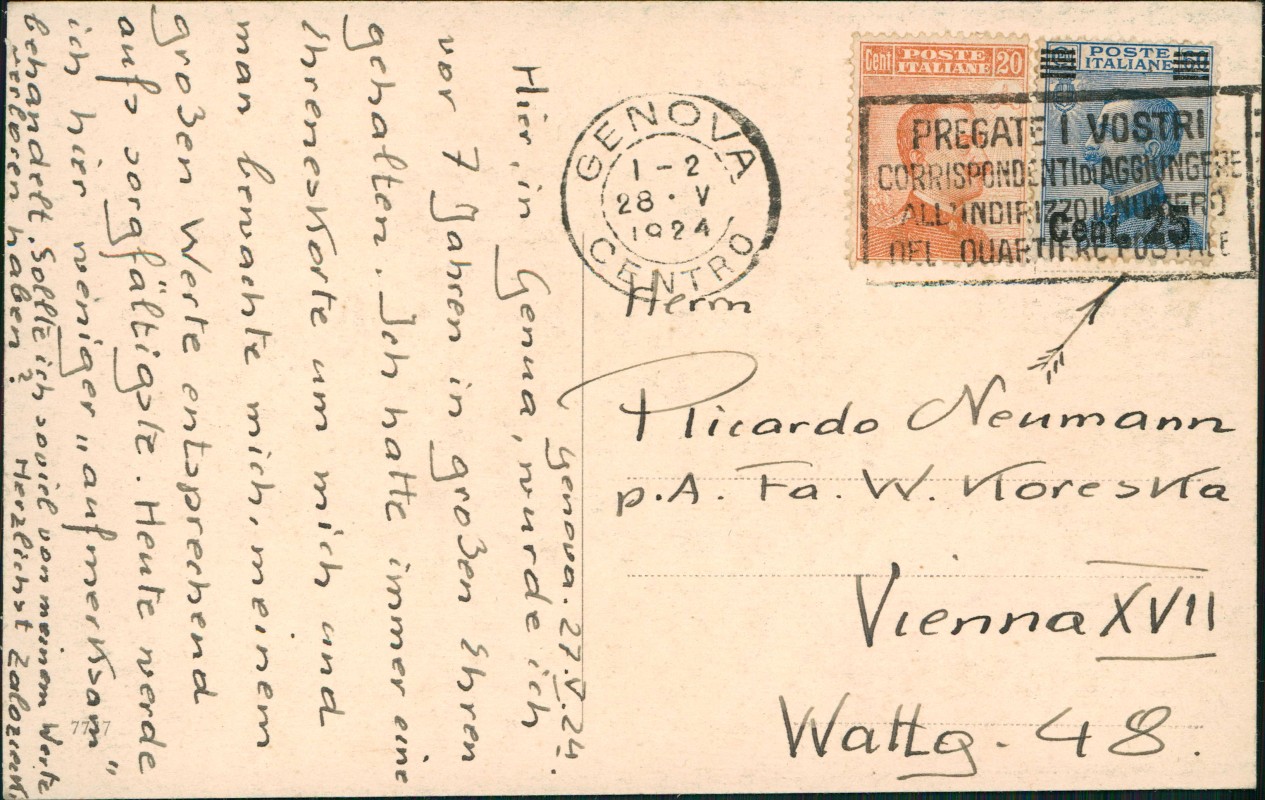 Genova. 27.V.24.
Hier, in Genua, wurde ich
vor 7 Jahren in großen Ehren
gehalten. Ich hatte immer eine
Ehreneskorte um mich und
man bewachte mich, meinem
großen Werte entsprechend
aufs sorgfältigste. Heute werde
ich hier weniger „aufmerksam"
behandelt. Sollte ich soviel von meinem Werte
verloren haben? Herzlichst
7717
GENOVA
1-2
28·V
1924
CENTRO
Cent POSTE ITALIANE 20
POSTE ITALIANE
Cent. 25
PREGATE I VOSTRI
CORRISPONDENTI DI AGGIUNGERE
ALL'INDIRIZZO IL NUMERO
DEL QUARTIERE POSTALE
Herrn
Ricardo Neumann
p.A. Fa. W. Koreska
Vienna XVII
Wattg. 48.